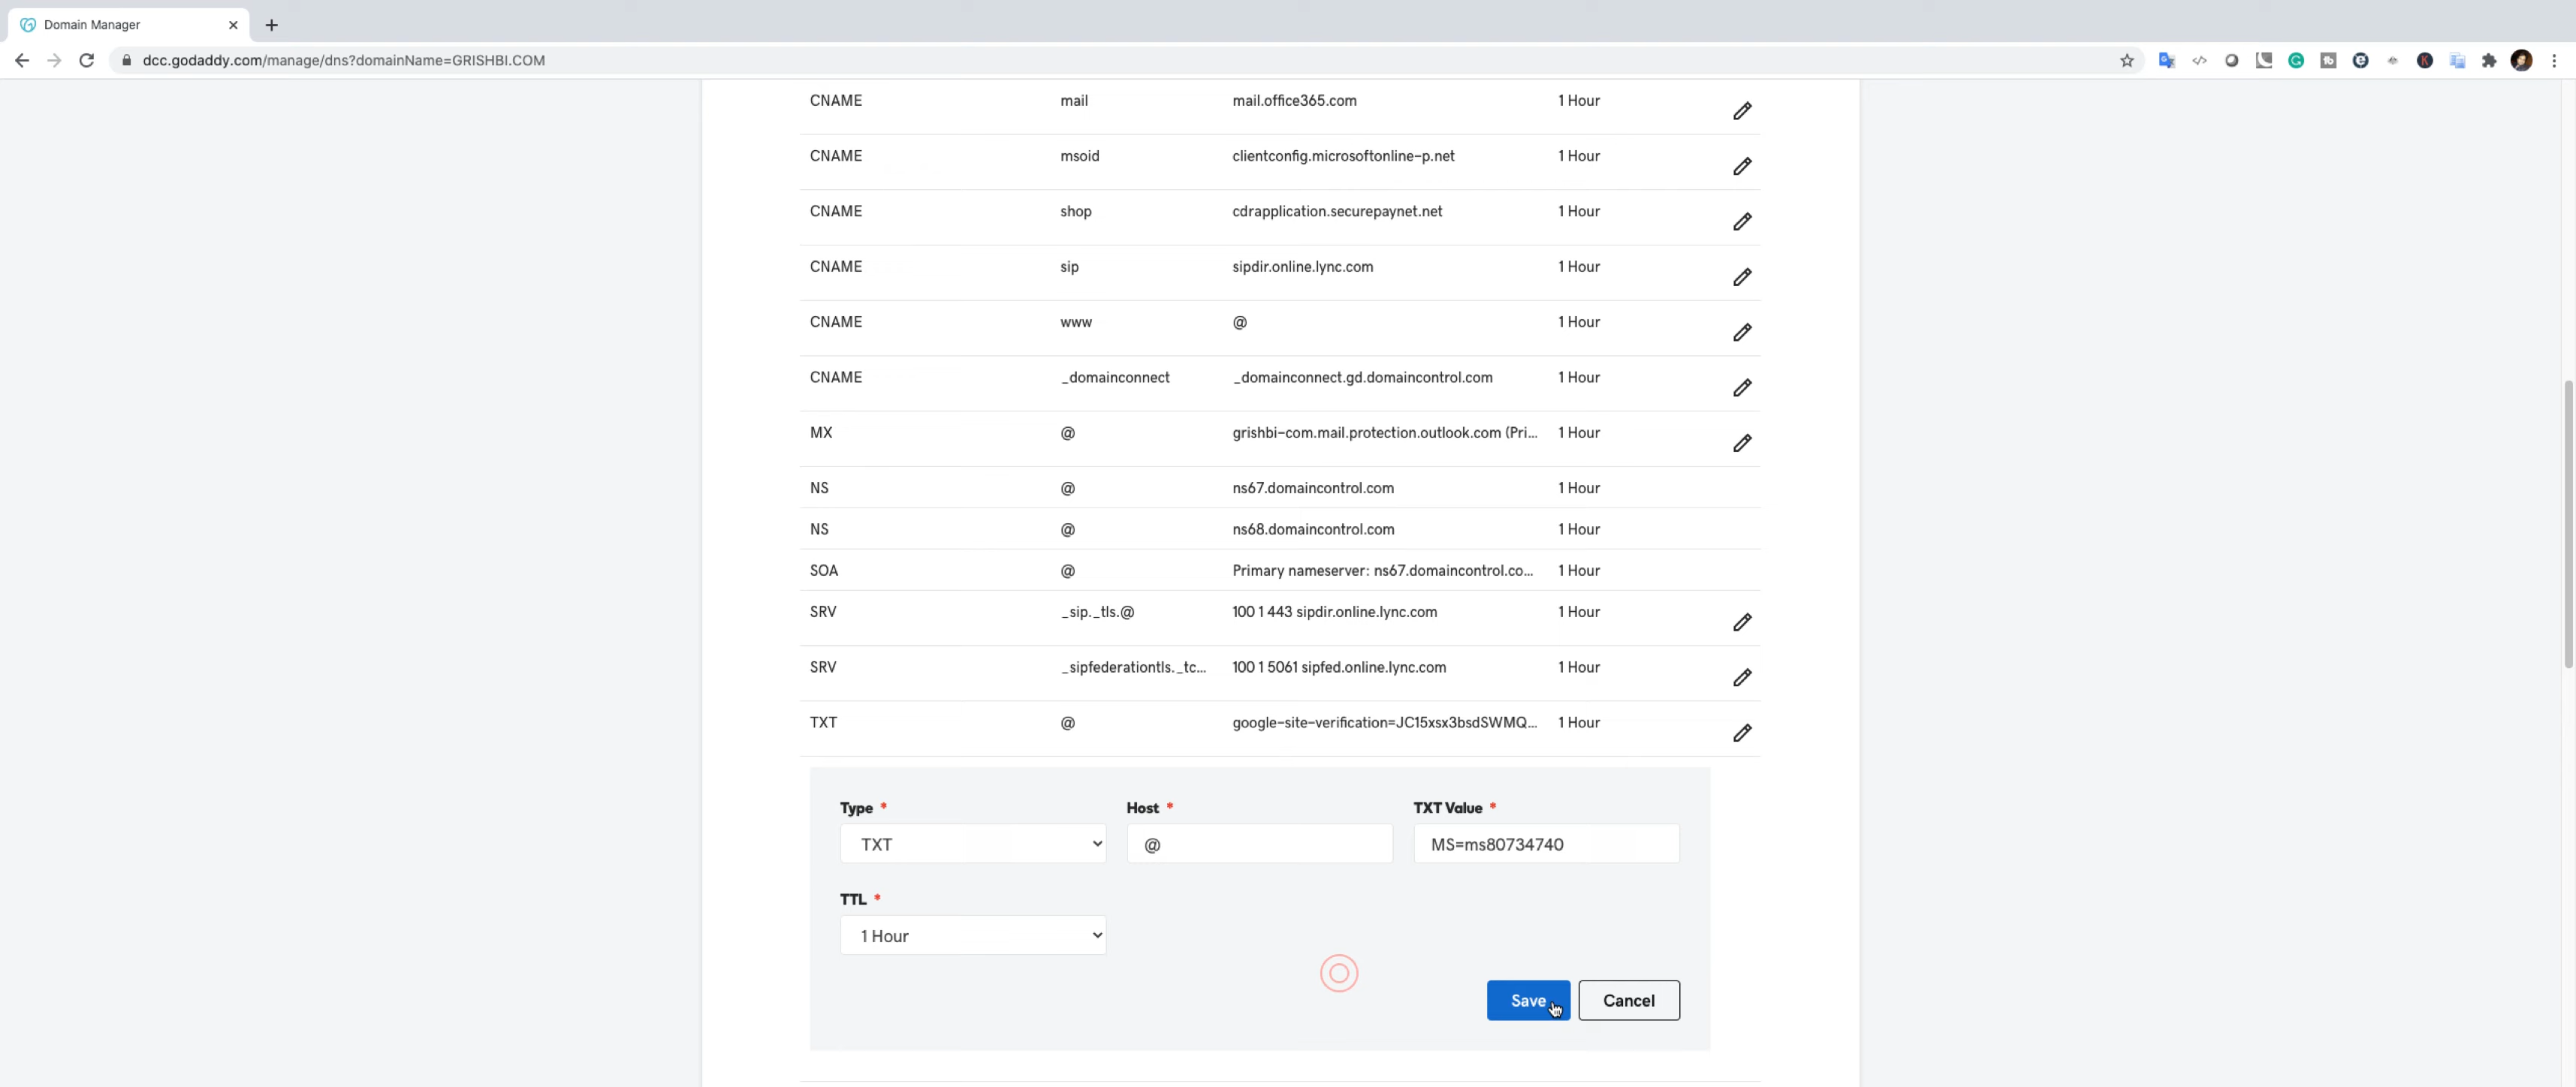 Domain Manager
dcc.godaddy.com/manage/dns?domainName=GRISHBI.COM
CNAME mail mail.office365.com 1 Hour
CNAME msoid clientconfig.microsoftonline-p.net 1 Hour
CNAME shop cdrapplication.securepaynet.net 1 Hour
CNAME sip sipdir.online.lync.com 1 Hour
CNAME www @ 1 Hour
CNAME _domainconnect _domainconnect.gd.domaincontrol.com 1 Hour
MX @ grishbi-com.mail.protection.outlook.com (Pri... 1 Hour
NS @ ns67.domaincontrol.com 1 Hour
NS @ ns68.domaincontrol.com 1 Hour
SOA @ Primary nameserver: ns67.domaincontrol.co... 1 Hour
SRV _sip._tls.@ 100 1 443 sipdir.online.lync.com 1 Hour
SRV _sipfederationtls._tc... 100 1 5061 sipfed.online.lync.com 1 Hour
TXT @ google-site-verification=JC15xsx3bsdSWMQ... 1 Hour
Type * Host * TXT Value *
TXT @ MS=ms80734740
TTL *
1 Hour
Save Cancel